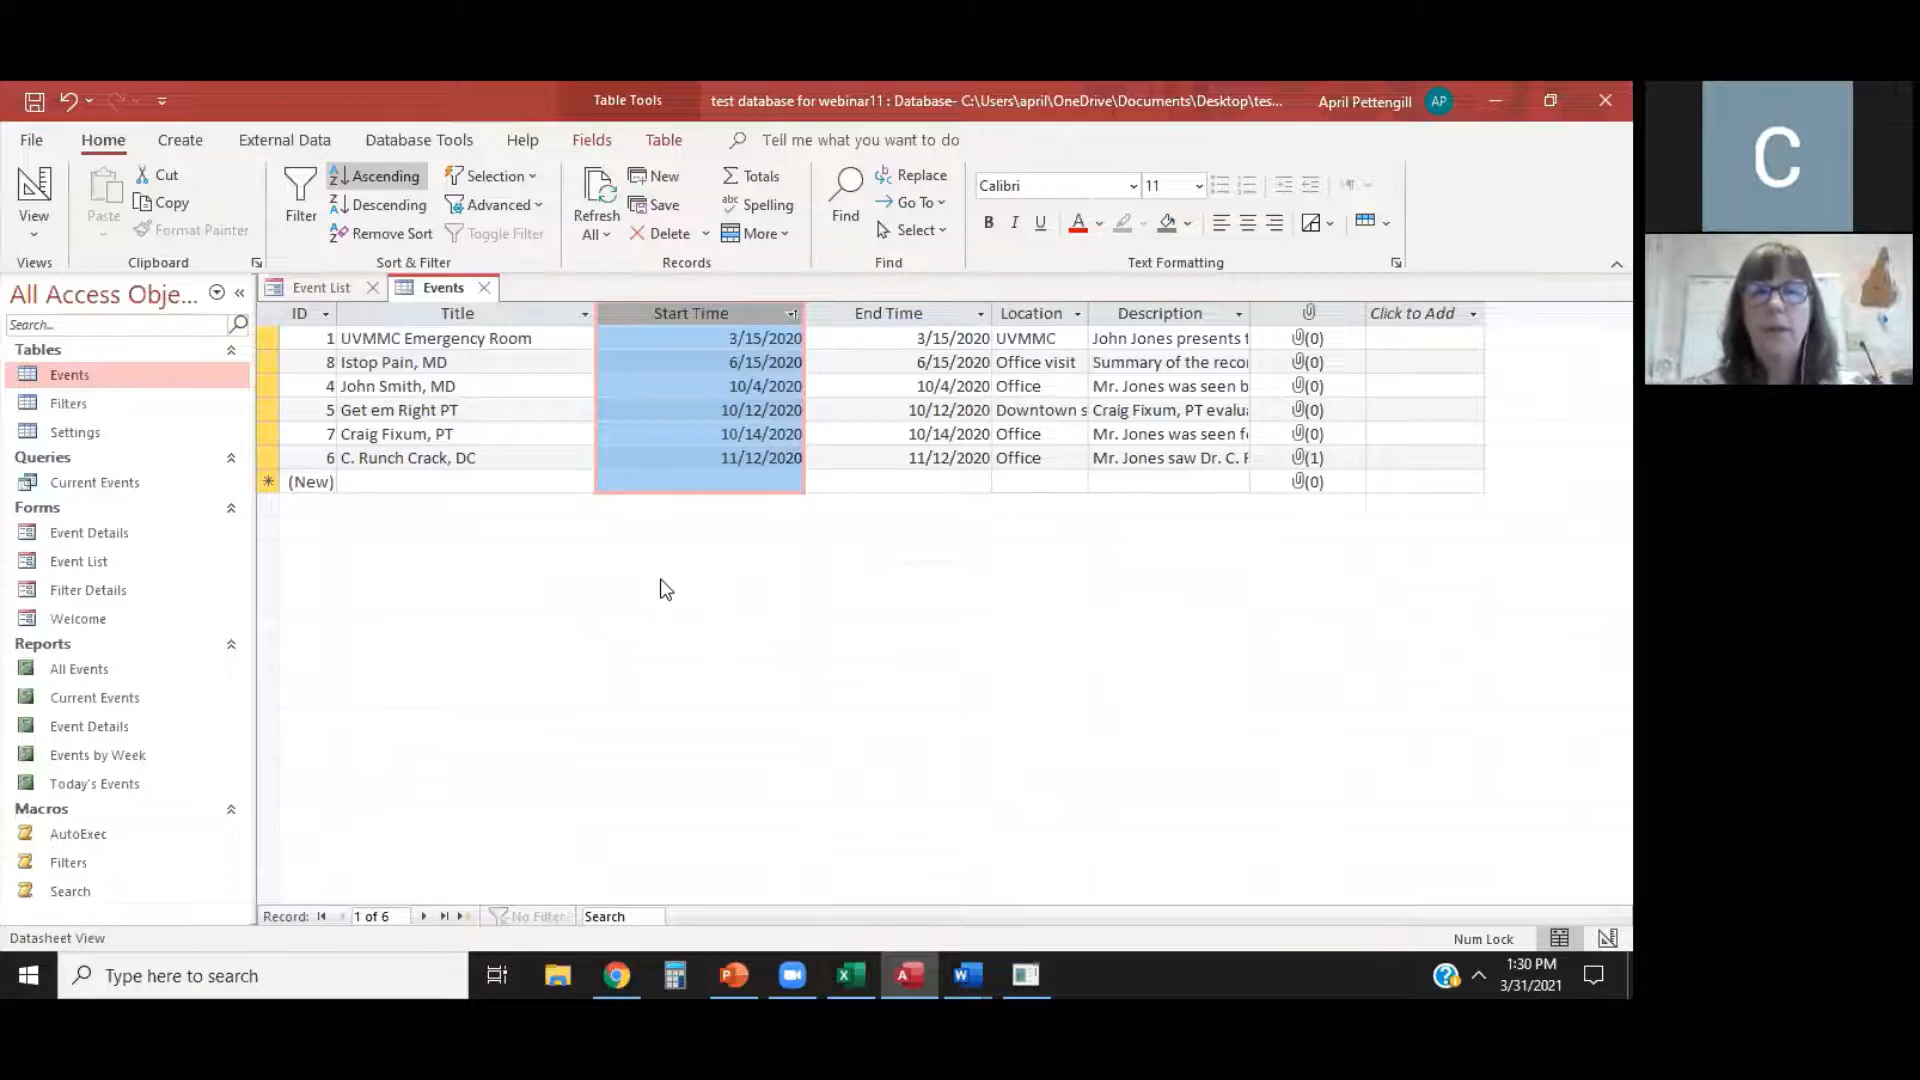 Table Tools
test database for webinar11 : Database- C:\Users\april\OneDrive\Documents\Desktop\tes...
April Pettengill
AP
File
Home
Create
External Data
Database Tools
Help
Fields
Table
Tell me what you want to do
View
Paste
Cut
Copy
Format Painter
Filter
Ascending
Descending
Remove Sort
Selection
Advanced
Toggle Filter
Refresh
All
New
Save
Delete
Totals
Spelling
More
Find
Replace
Go To
Select
Calibri
11
B I U
Views
Clipboard
Sort & Filter
Records
Find
Text Formatting
All Access Obje...
Search...
Tables
Events
Filters
Settings
Queries
Current Events
Forms
Event Details
Event List
Filter Details
Welcome
Reports
All Events
Current Events
Event Details
Events by Week
Today's Events
Macros
AutoExec
Filters
Search
Event List
Events
ID Title Start Time End Time Location Description Click to Add
1 UVMMC Emergency Room 3/15/2020 3/15/2020 UVMMC John Jones presents t (0)
8 Istop Pain, MD 6/15/2020 6/15/2020 Office visit Summary of the recor (0)
4 John Smith, MD 10/4/2020 10/4/2020 Office Mr. Jones was seen b (0)
5 Get em Right PT 10/12/2020 10/12/2020 Downtown s Craig Fixum, PT evalua (0)
7 Craig Fixum, PT 10/14/2020 10/14/2020 Office Mr. Jones was seen fo (0)
6 C. Runch Crack, DC 11/12/2020 11/12/2020 Office Mr. Jones saw Dr. C. R (1)
(New) (0)
Record: 1 of 6 No Filter Search
Datasheet View
Num Lock
Type here to search
1:30 PM
3/31/2021
C